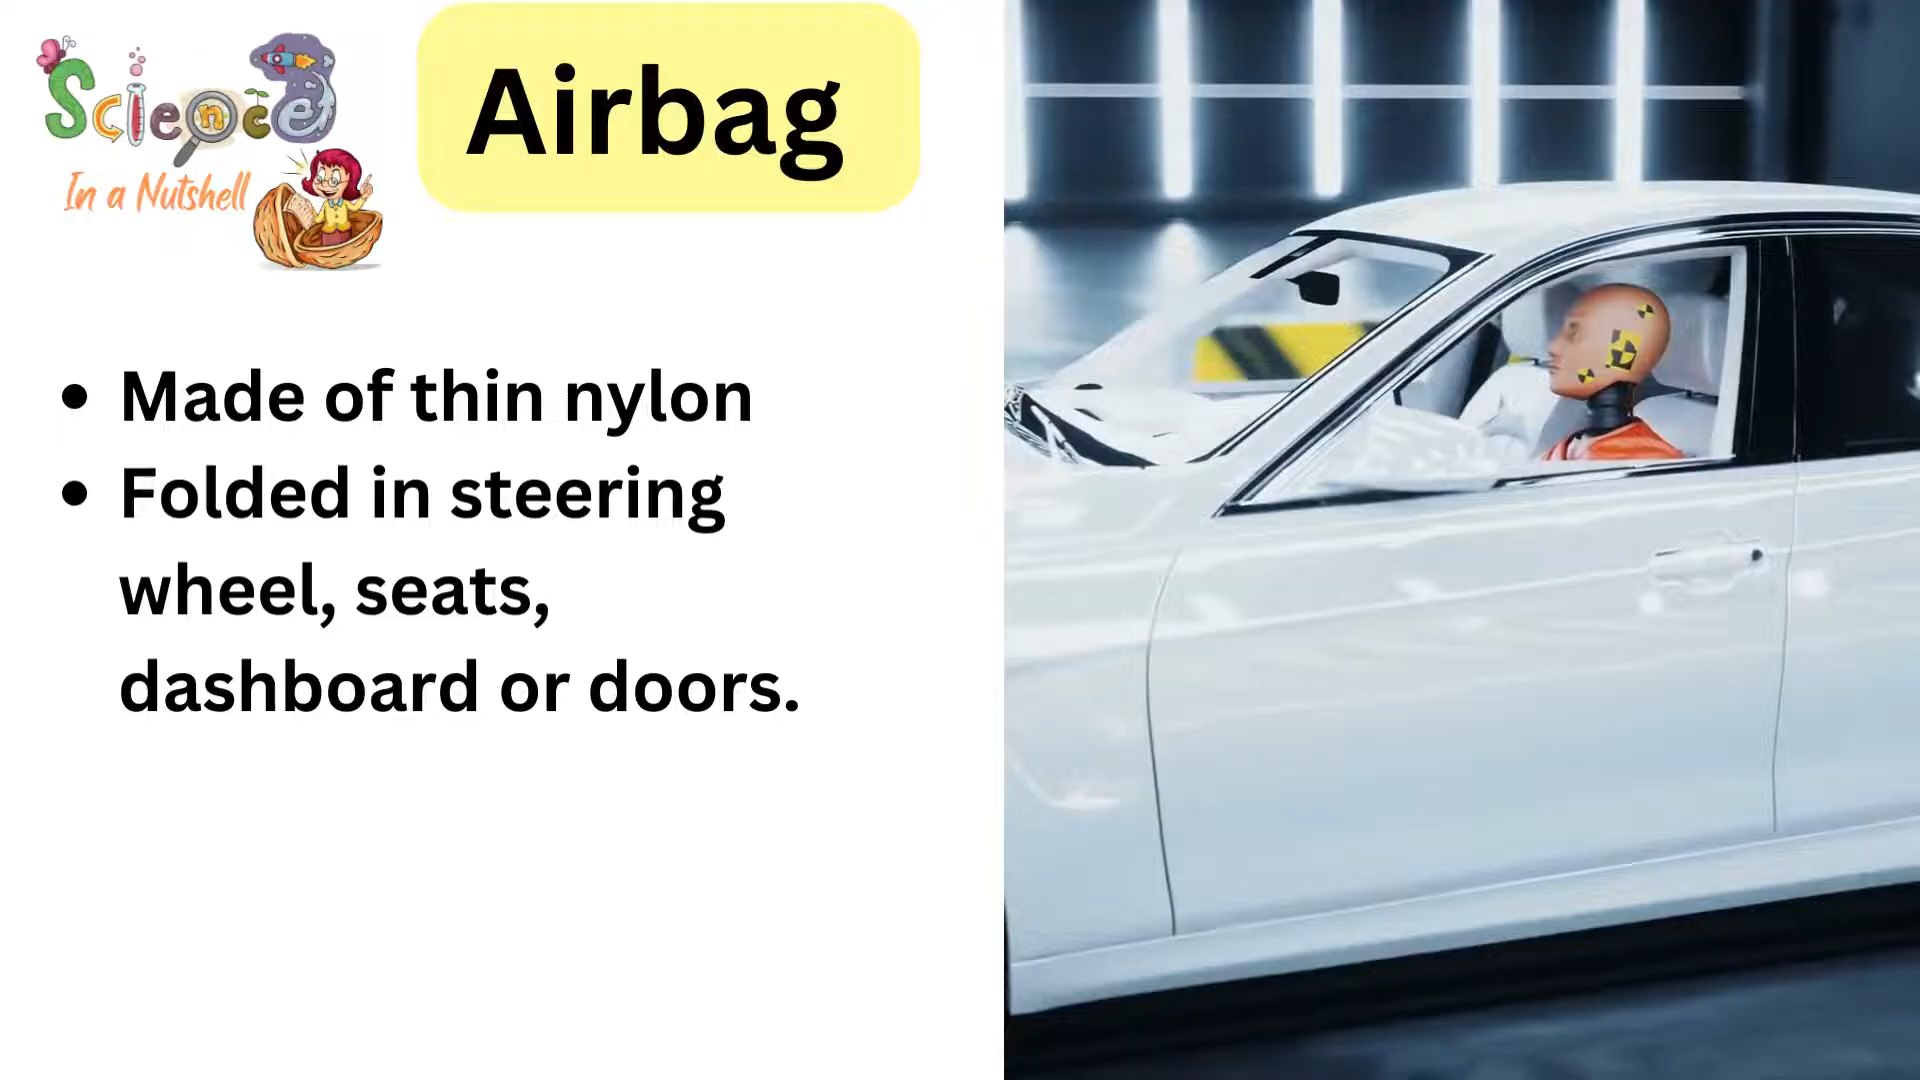 Science
In a Nutshell
Airbag
• Made of thin nylon
• Folded in steering
wheel, seats,
dashboard or doors.